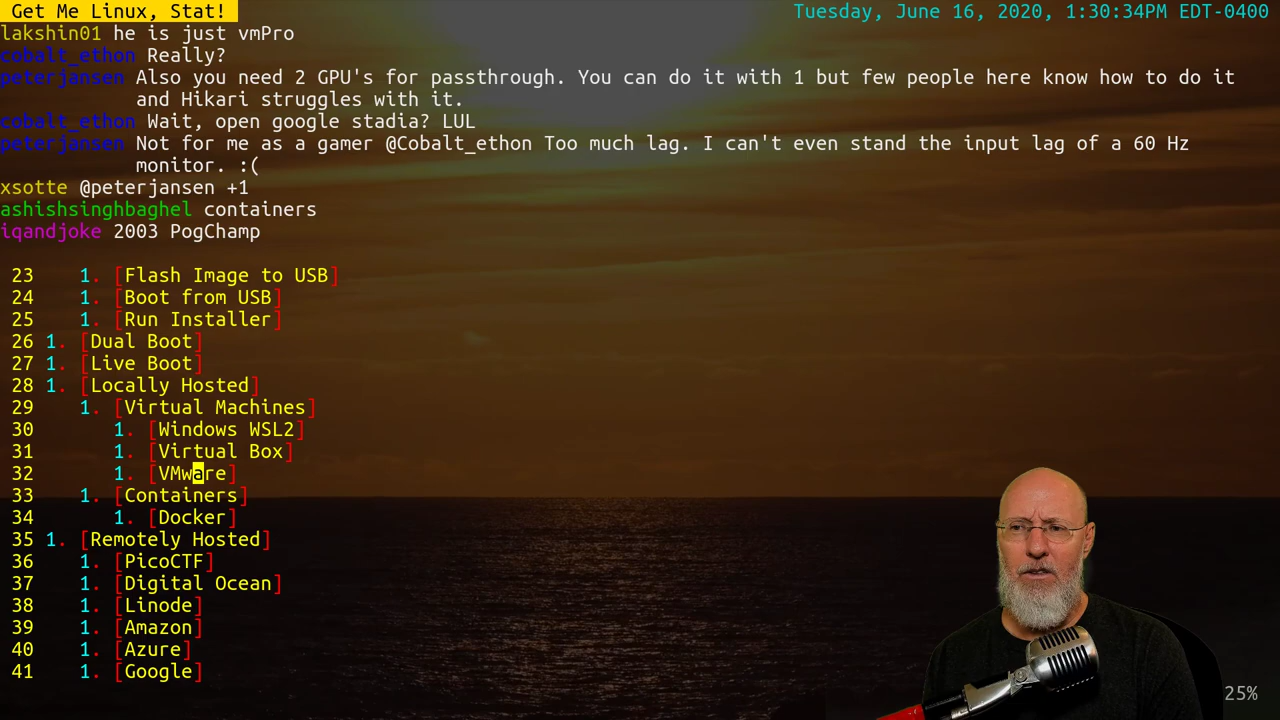 Get Me Linux, Stat!
Tuesday, June 16, 2020, 1:30:34PM EDT-0400
lakshin01 he is just vmPro
cobalt_ethon Really?
peterjansen Also you need 2 GPU's for passthrough. You can do it with 1 but few people here know how to do it
and Hikari struggles with it.
cobalt_ethon Wait, open google stadia? LUL
peterjansen Not for me as a gamer @Cobalt_ethon Too much lag. I can't even stand the input lag of a 60 Hz
monitor. :(
xsotte @peterjansen +1
ashishsinghbaghel containers
iqandjoke 2003 PogChamp
23 1. [Flash Image to USB]
24 1. [Boot from USB]
25 1. [Run Installer]
26 1. [Dual Boot]
27 1. [Live Boot]
28 1. [Locally Hosted]
29 1. [Virtual Machines]
30 1. [Windows WSL2]
31 1. [Virtual Box]
32 1. [VMware]
33 1. [Containers]
34 1. [Docker]
35 1. [Remotely Hosted]
36 1. [PicoCTF]
37 1. [Digital Ocean]
38 1. [Linode]
39 1. [Amazon]
40 1. [Azure]
41 1. [Google]
25%